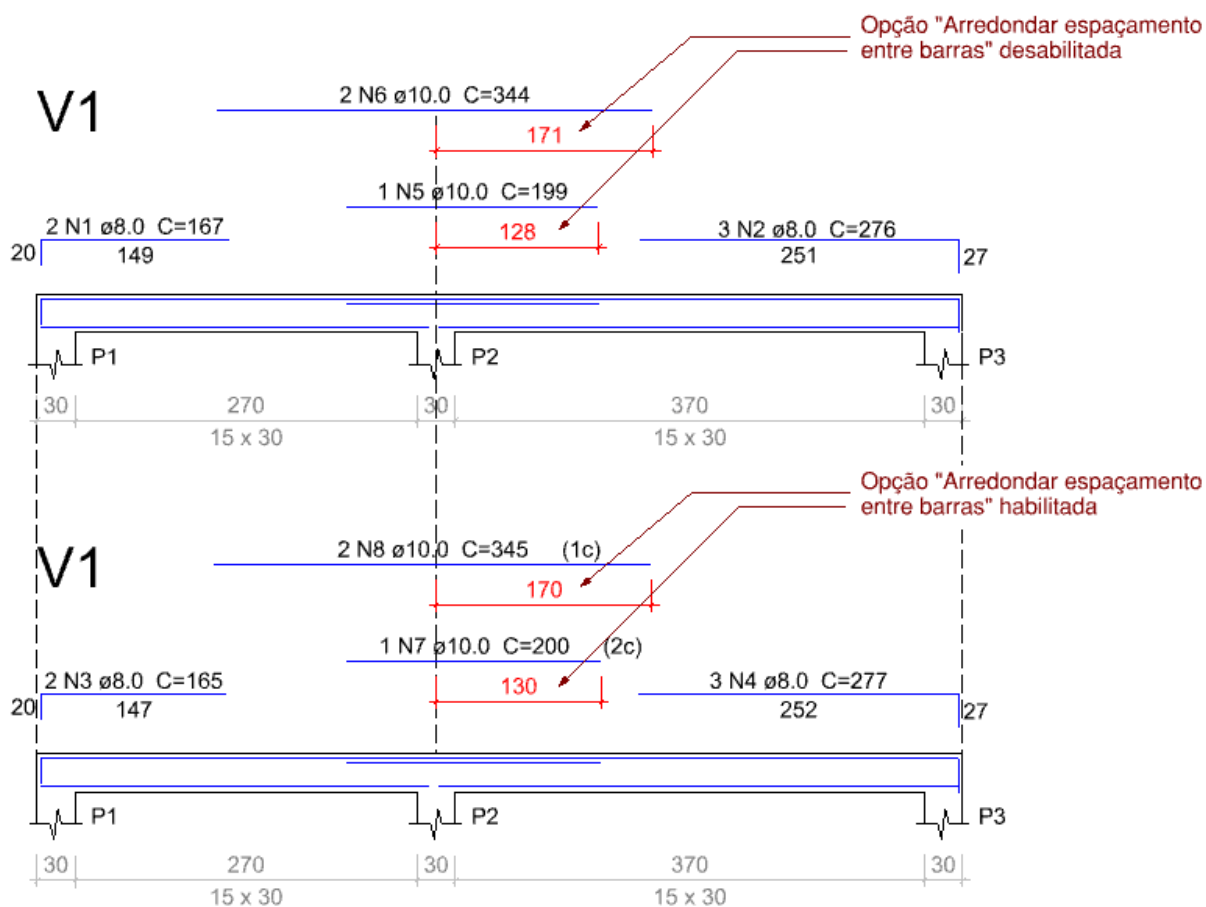 Opção "Arredondar espaçamento
entre barras" desabilitada
V1
2 N6 ø10.0 C=344
171
1 N5 ø10.0 C=199
128
2 N1 ø8.0 C=167
20
149
3 N2 ø8.0 C=276
251
27
P1
P2
P3
30
270
30
370
30
15 x 30
15 x 30
Opção "Arredondar espaçamento
entre barras" habilitada
V1
2 N8 ø10.0 C=345 (1c)
170
1 N7 ø10.0 C=200 (2c)
130
2 N3 ø8.0 C=165
20
147
3 N4 ø8.0 C=277
252
27
P1
P2
P3
30
270
30
370
30
15 x 30
15 x 30